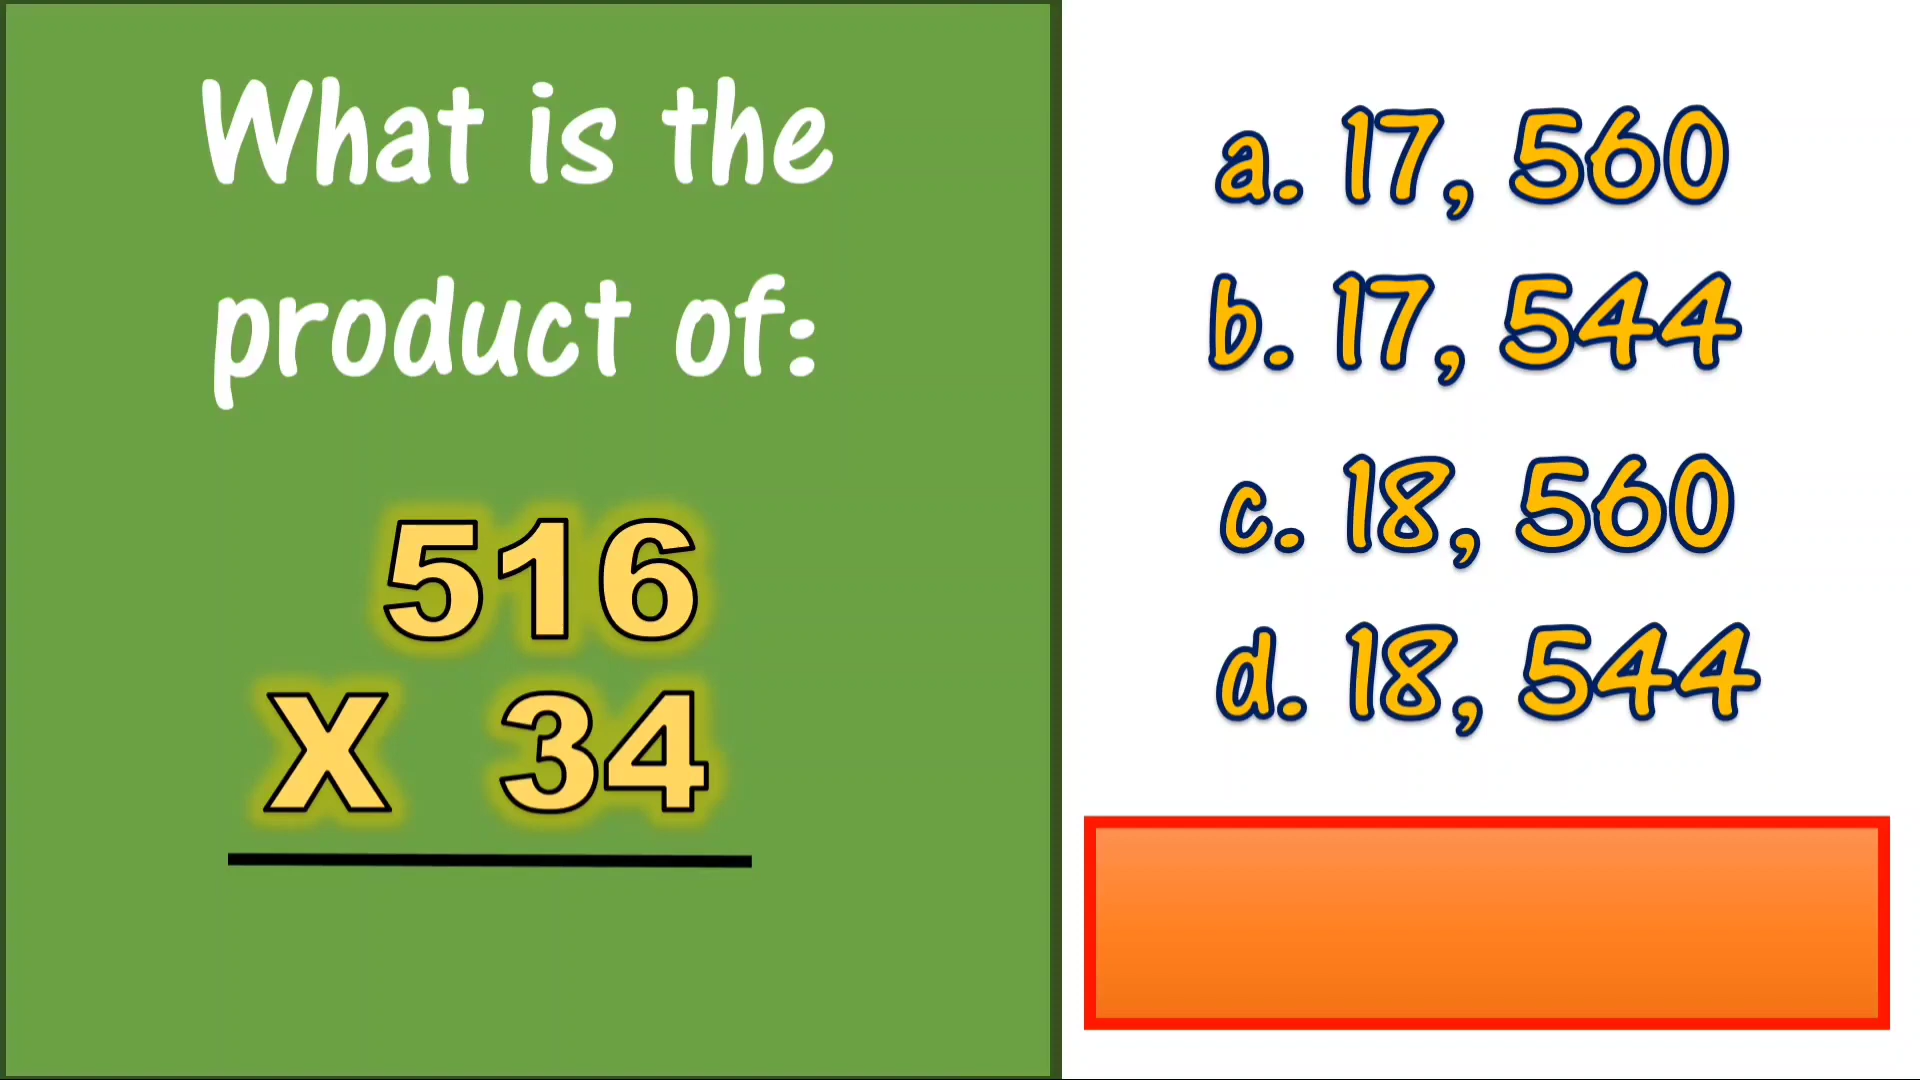 What is the
product of:
516
X 34
a. 17, 560
b. 17, 544
c. 18, 560
d. 18, 544